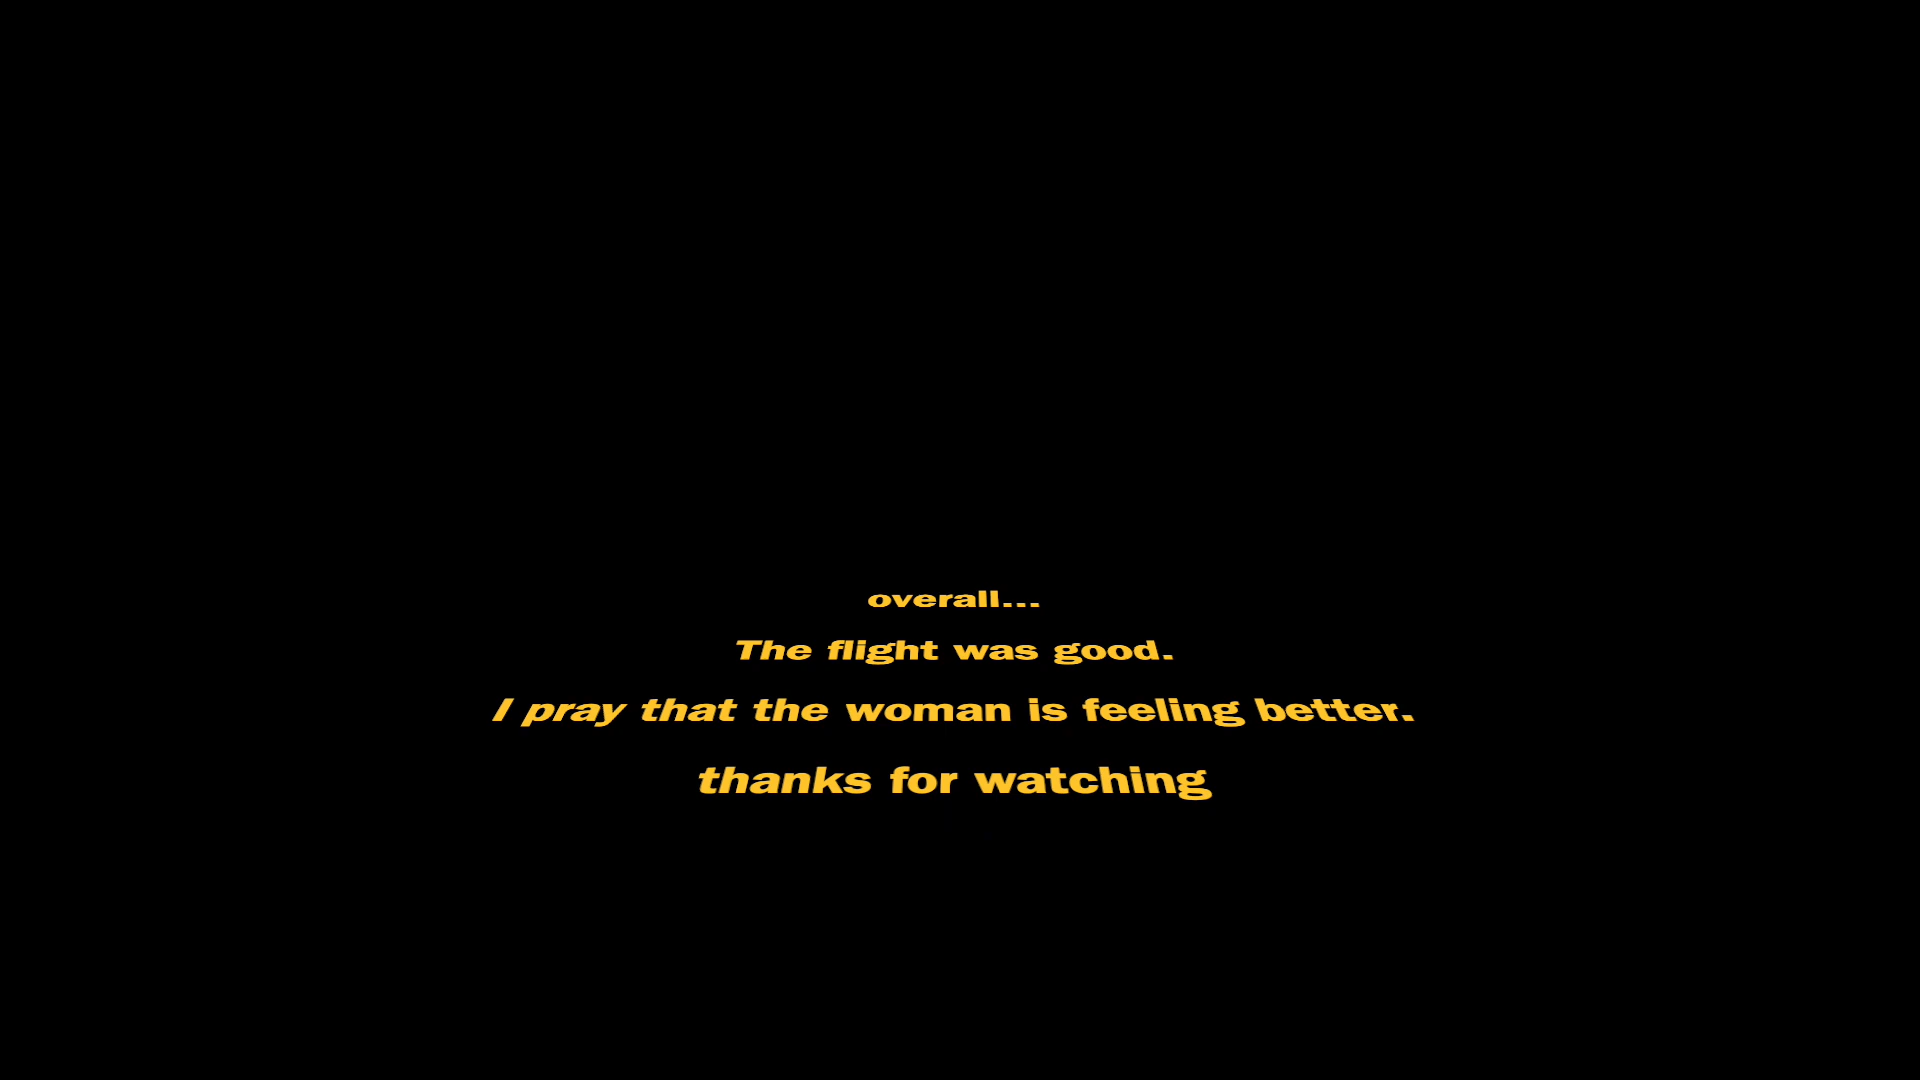 overall...
The flight was good.
I pray that the woman is feeling better.
thanks for watching